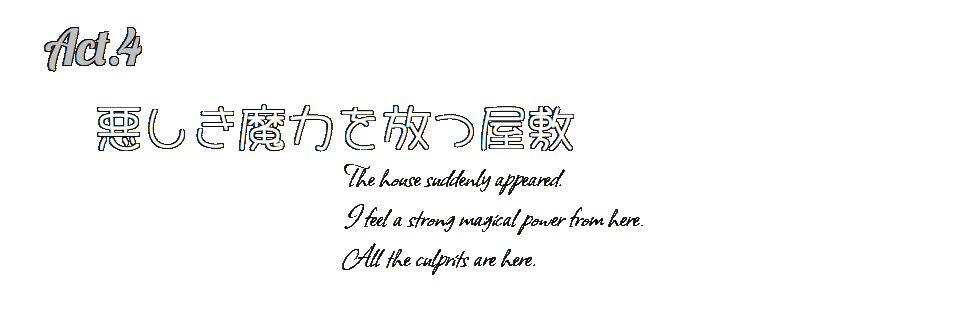 Act.4
悪しき魔力を放つ屋敷
The house suddenly appeared.
I feel a strong magical power from here.
All the culprits are here.